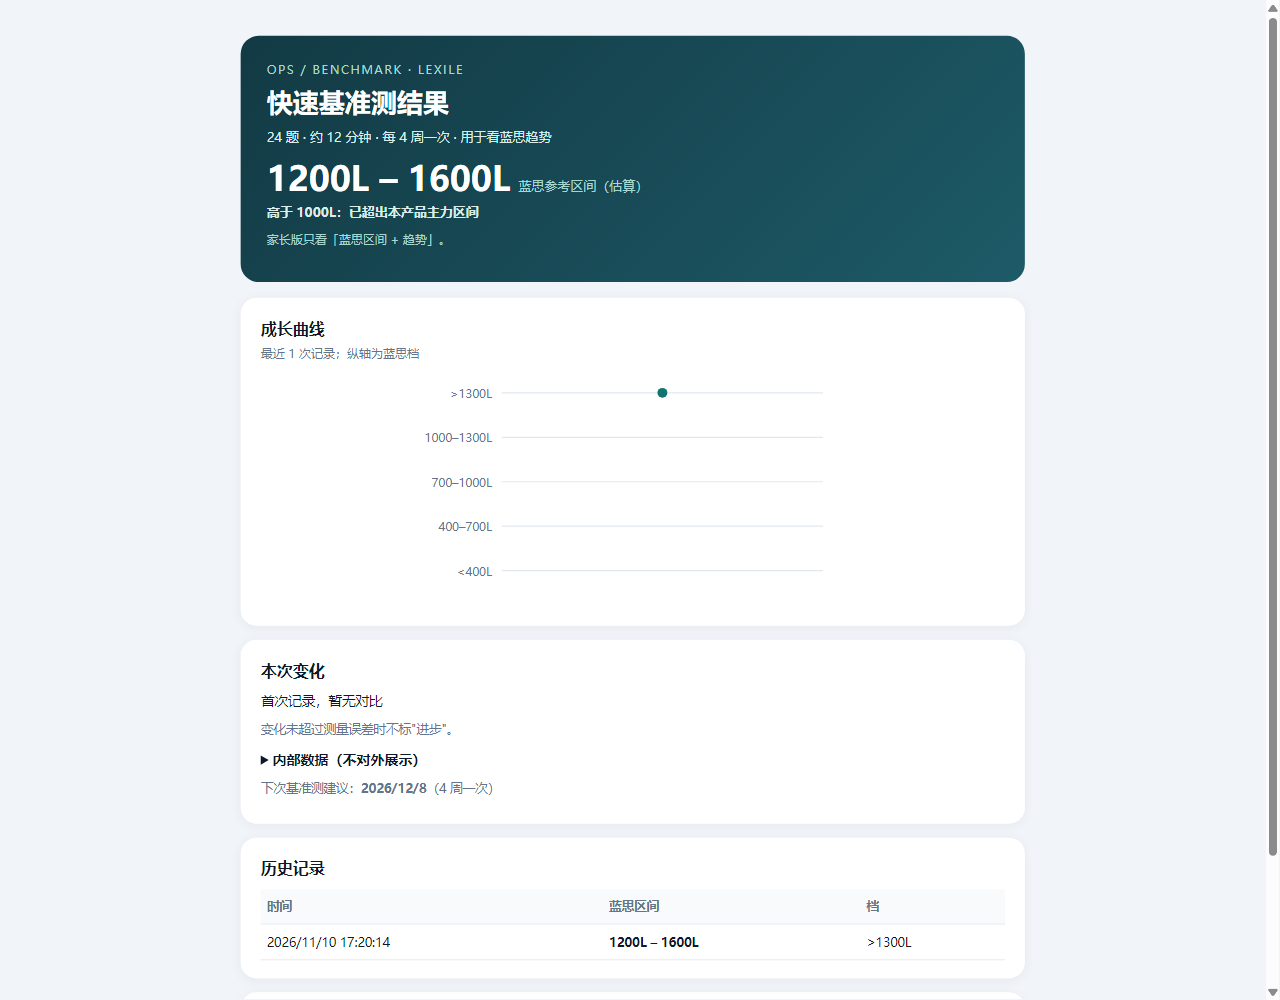 OPS / BENCHMARK · LEXILE
快速基准测结果
24 题 · 约 12 分钟 · 每 4 周一次 · 用于看蓝思趋势
1200L – 1600L 蓝思参考区间（估算）
高于 1000L：已超出本产品主力区间
家长版只看「蓝思区间 + 趋势」。
成长曲线
最近 1 次记录；纵轴为蓝思档
>1300L
1000–1300L
700–1000L
400–700L
<400L
本次变化
首次记录，暂无对比
变化未超过测量误差时不标"进步"。
▶ 内部数据（不对外展示）
下次基准测建议：2026/12/8（4 周一次）
历史记录
时间 蓝思区间 档
2026/11/10 17:20:14 1200L – 1600L >1300L